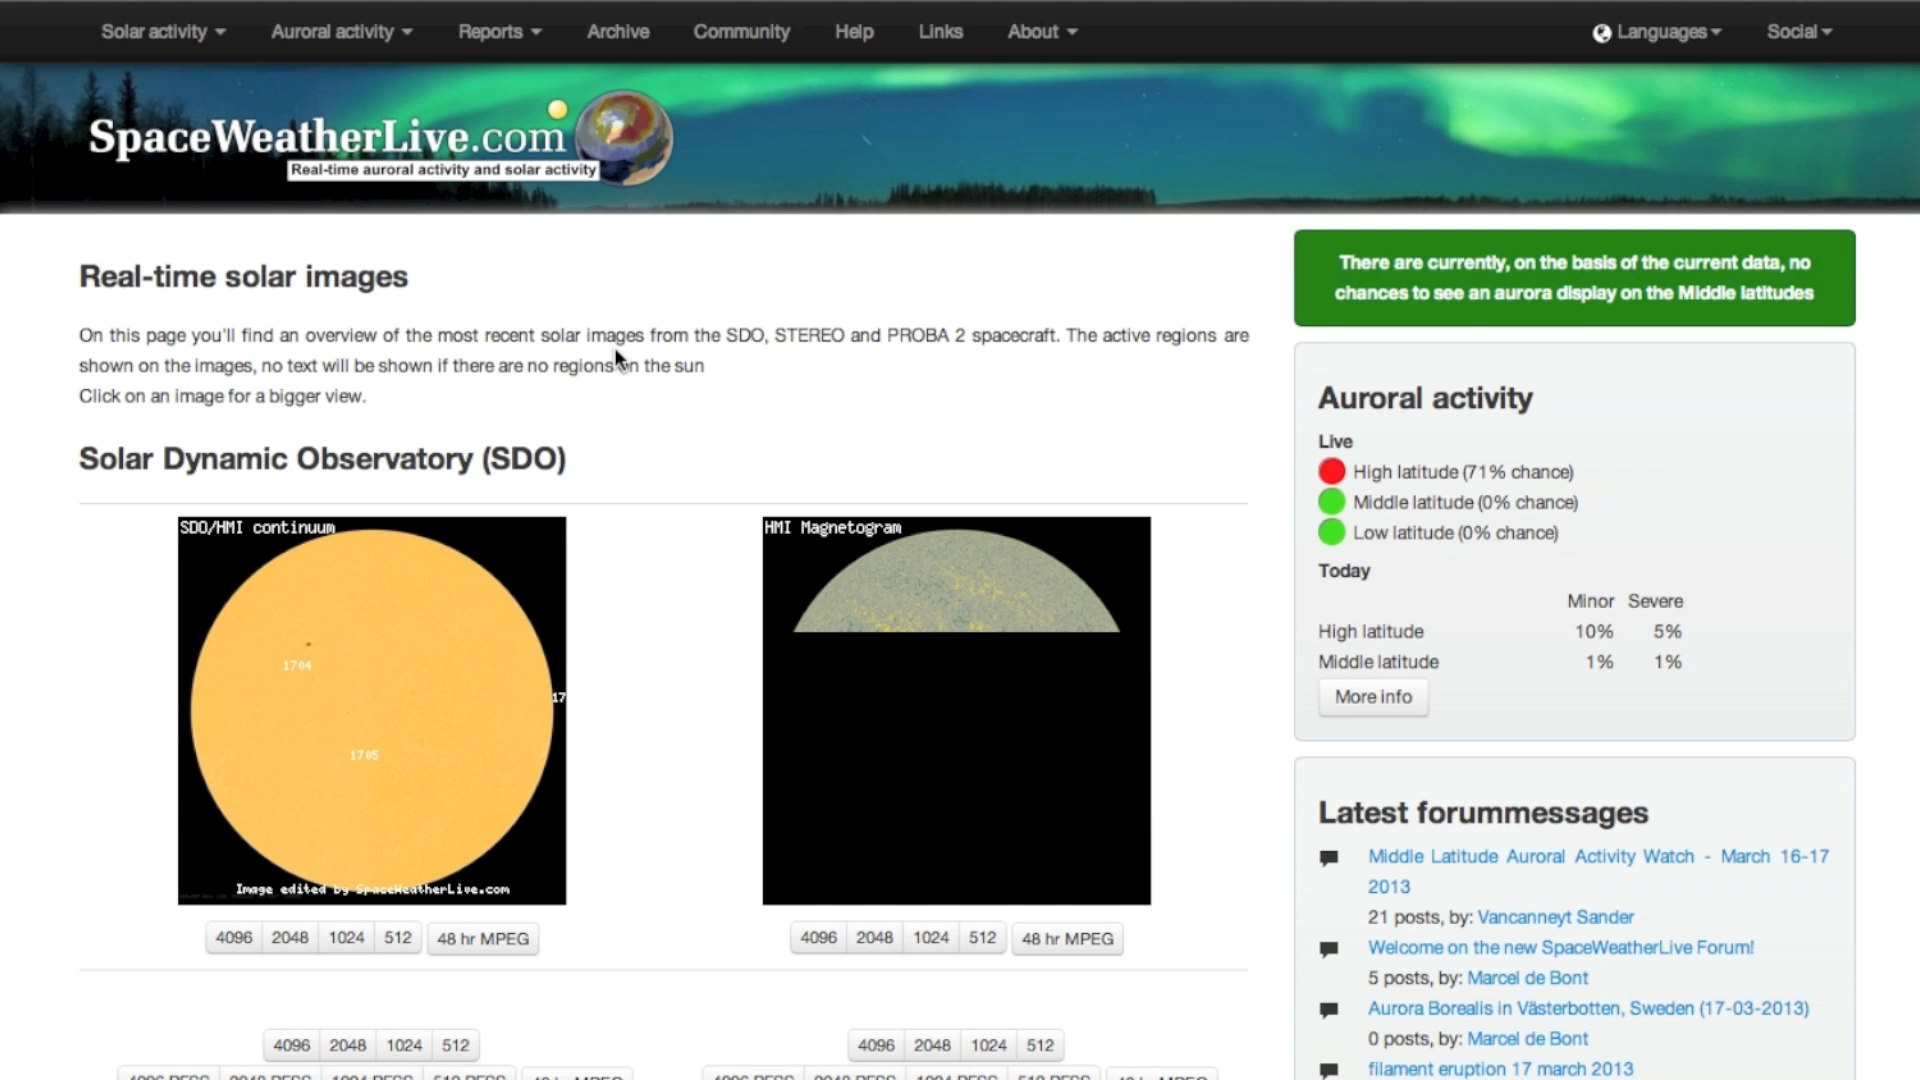 Solar activity
Auroral activity
Reports
Archive
Community
Help
Links
About
Languages
Social
SpaceWeatherLive.com
Real-time auroral activity and solar activity
Real-time solar images
On this page you'll find an overview of the most recent solar images from the SDO, STEREO and PROBA 2 spacecraft. The active regions are
shown on the images, no text will be shown if there are no regions on the sun
Click on an image for a bigger view.
Solar Dynamic Observatory (SDO)
SDO/HMI continuum
1704
17
1705
Image edited by SpaceWeatherLive.com
HMI Magnetogram
4096 2048 1024 512 48 hr MPEG
4096 2048 1024 512 48 hr MPEG
4096 2048 1024 512
4096 2048 1024 512
There are currently, on the basis of the current data, no
chances to see an aurora display on the Middle latitudes
Auroral activity
Live
High latitude (71% chance)
Middle latitude (0% chance)
Low latitude (0% chance)
Today
Minor Severe
High latitude 10% 5%
Middle latitude 1% 1%
More info
Latest forummessages
Middle Latitude Auroral Activity Watch - March 16-17
2013
21 posts, by: Vancanneyt Sander
Welcome on the new SpaceWeatherLive Forum!
5 posts, by: Marcel de Bont
Aurora Borealis in Västerbotten, Sweden (17-03-2013)
0 posts, by: Marcel de Bont
filament eruption 17 march 2013